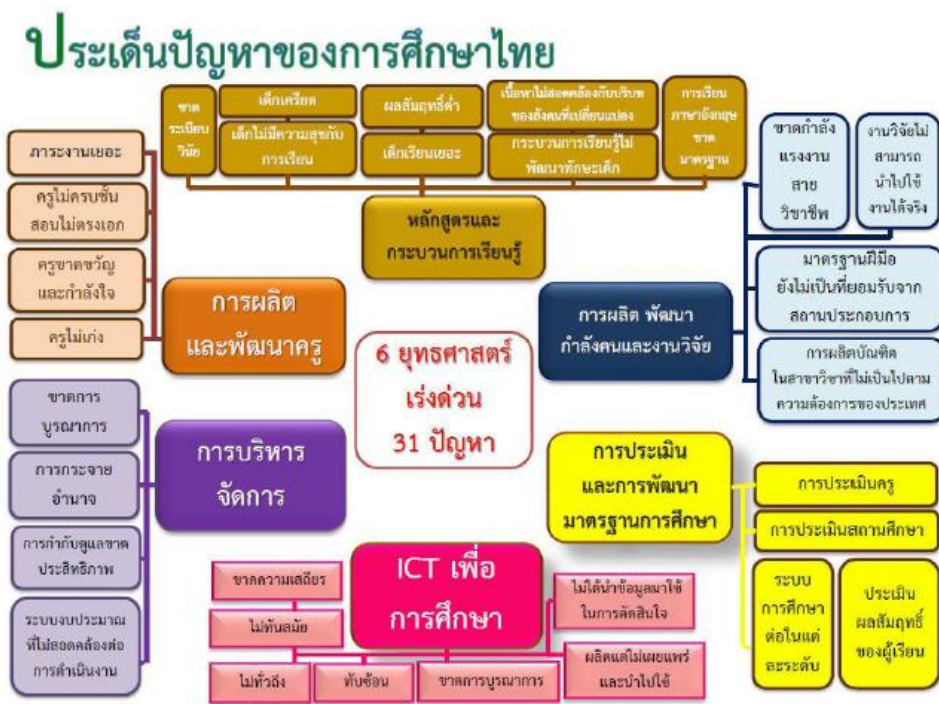 ประเด็นปัญหาของการศึกษาไทย
ขาด
ระเบียบ
วินัย
เด็กเครียด
เด็กไม่มีความสุขกับ
การเรียน
ผลสัมฤทธิ์ต่ำ
เด็กเรียนเยอะ
เนื้อหาไม่สอดคล้องกับบริบท
ของสังคมที่เปลี่ยนแปลง
กระบวนการเรียนรู้ไม่
พัฒนาทักษะเด็ก
การเรียน
ภาษาอังกฤษ
ขาด
มาตรฐาน
หลักสูตรและ
กระบวนการเรียนรู้
ภาระงานเยอะ
ครูไม่ครบชั้น
สอนไม่ตรงเอก
ครูขาดขวัญ
และกำลังใจ
ครูไม่เก่ง
การผลิต
และพัฒนาครู
ขาดกำลัง
แรงงาน
สาย
วิชาชีพ
งานวิจัยไม่
สามารถ
นำไปใช้
งานได้จริง
มาตรฐานฝีมือ
ยังไม่เป็นที่ยอมรับจาก
สถานประกอบการ
การผลิตบัณฑิต
ในสาขาวิชาที่ไม่เป็นไปตาม
ความต้องการของประเทศ
การผลิต พัฒนา
กำลังคนและงานวิจัย
6 ยุทธศาสตร์
เร่งด่วน
31 ปัญหา
ขาดการ
บูรณาการ
การกระจาย
อำนาจ
การกำกับดูแลขาด
ประสิทธิภาพ
ระบบงบประมาณ
ที่ไม่สอดคล้องต่อ
การดำเนินงาน
การบริหาร
จัดการ
การประเมิน
และการพัฒนา
มาตรฐานการศึกษา
การประเมินครู
การประเมินสถานศึกษา
ระบบ
การศึกษา
ต่อในแต่
ละระดับ
ประเมิน
ผลสัมฤทธิ์
ของผู้เรียน
ICT เพื่อ
การศึกษา
ขาดความเสถียร
ไม่ทันสมัย
ไม่ทั่วถึง
ทับซ้อน
ขาดการบูรณาการ
ไม่ได้นำข้อมูลมาใช้
ในการตัดสินใจ
ผลิตแต่ไม่เผยแพร่
และนำไปใช้